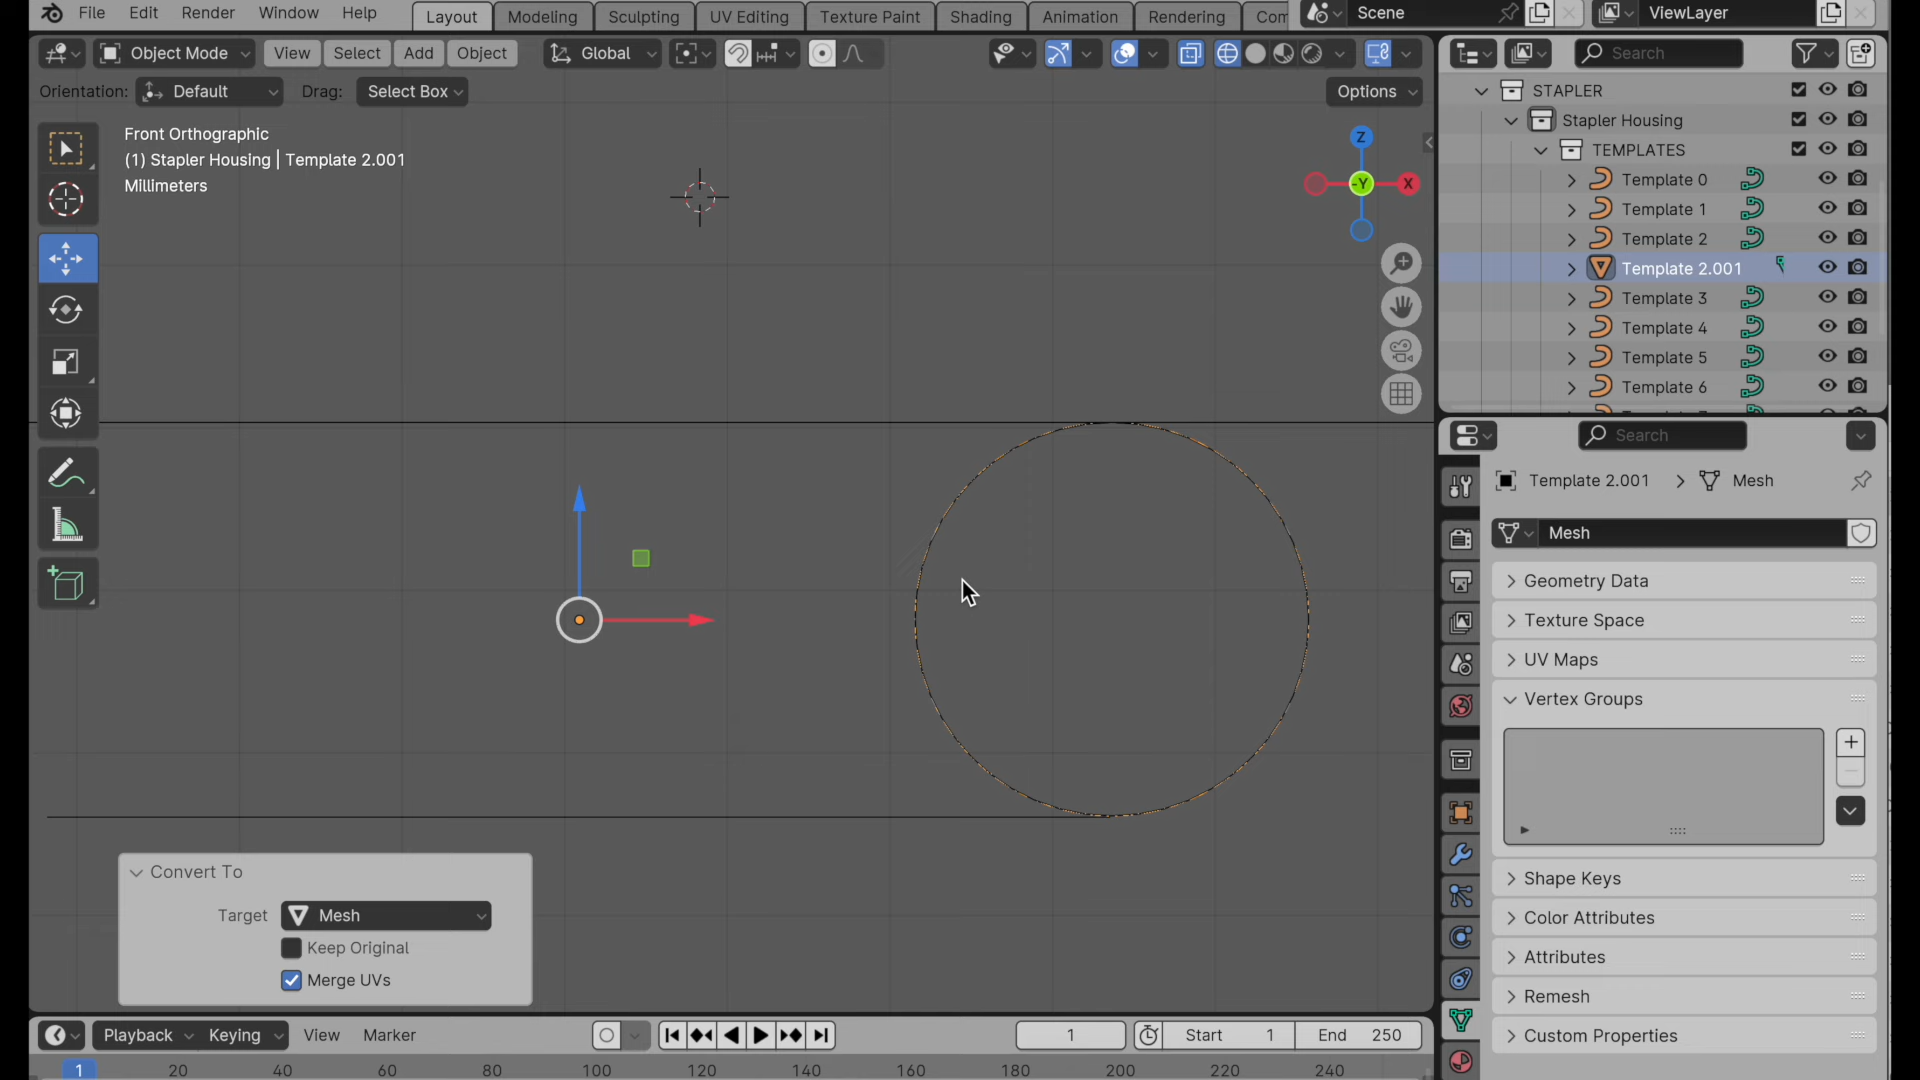 File Edit Render Window Help Layout Modeling Sculpting UV Editing Texture Paint Shading Animation Rendering Com Scene ViewLayer
Object Mode View Select Add Object Global Search
Orientation: Default Drag: Select Box Options
Front Orthographic
(1) Stapler Housing | Template 2.001
Millimeters
Z
-Y
X
STAPLER
Stapler Housing
TEMPLATES
Template 0
Template 1
Template 2
Template 2.001
Template 3
Template 4
Template 5
Template 6
Search
Template 2.001 > Mesh
Mesh
Geometry Data
Texture Space
UV Maps
Vertex Groups
Shape Keys
Color Attributes
Attributes
Remesh
Custom Properties
Convert To
Target Mesh
Keep Original
Merge UVs
Playback Keying View Marker 1 Start 1 End 250
1 20 40 60 80 100 120 140 160 180 200 220 240